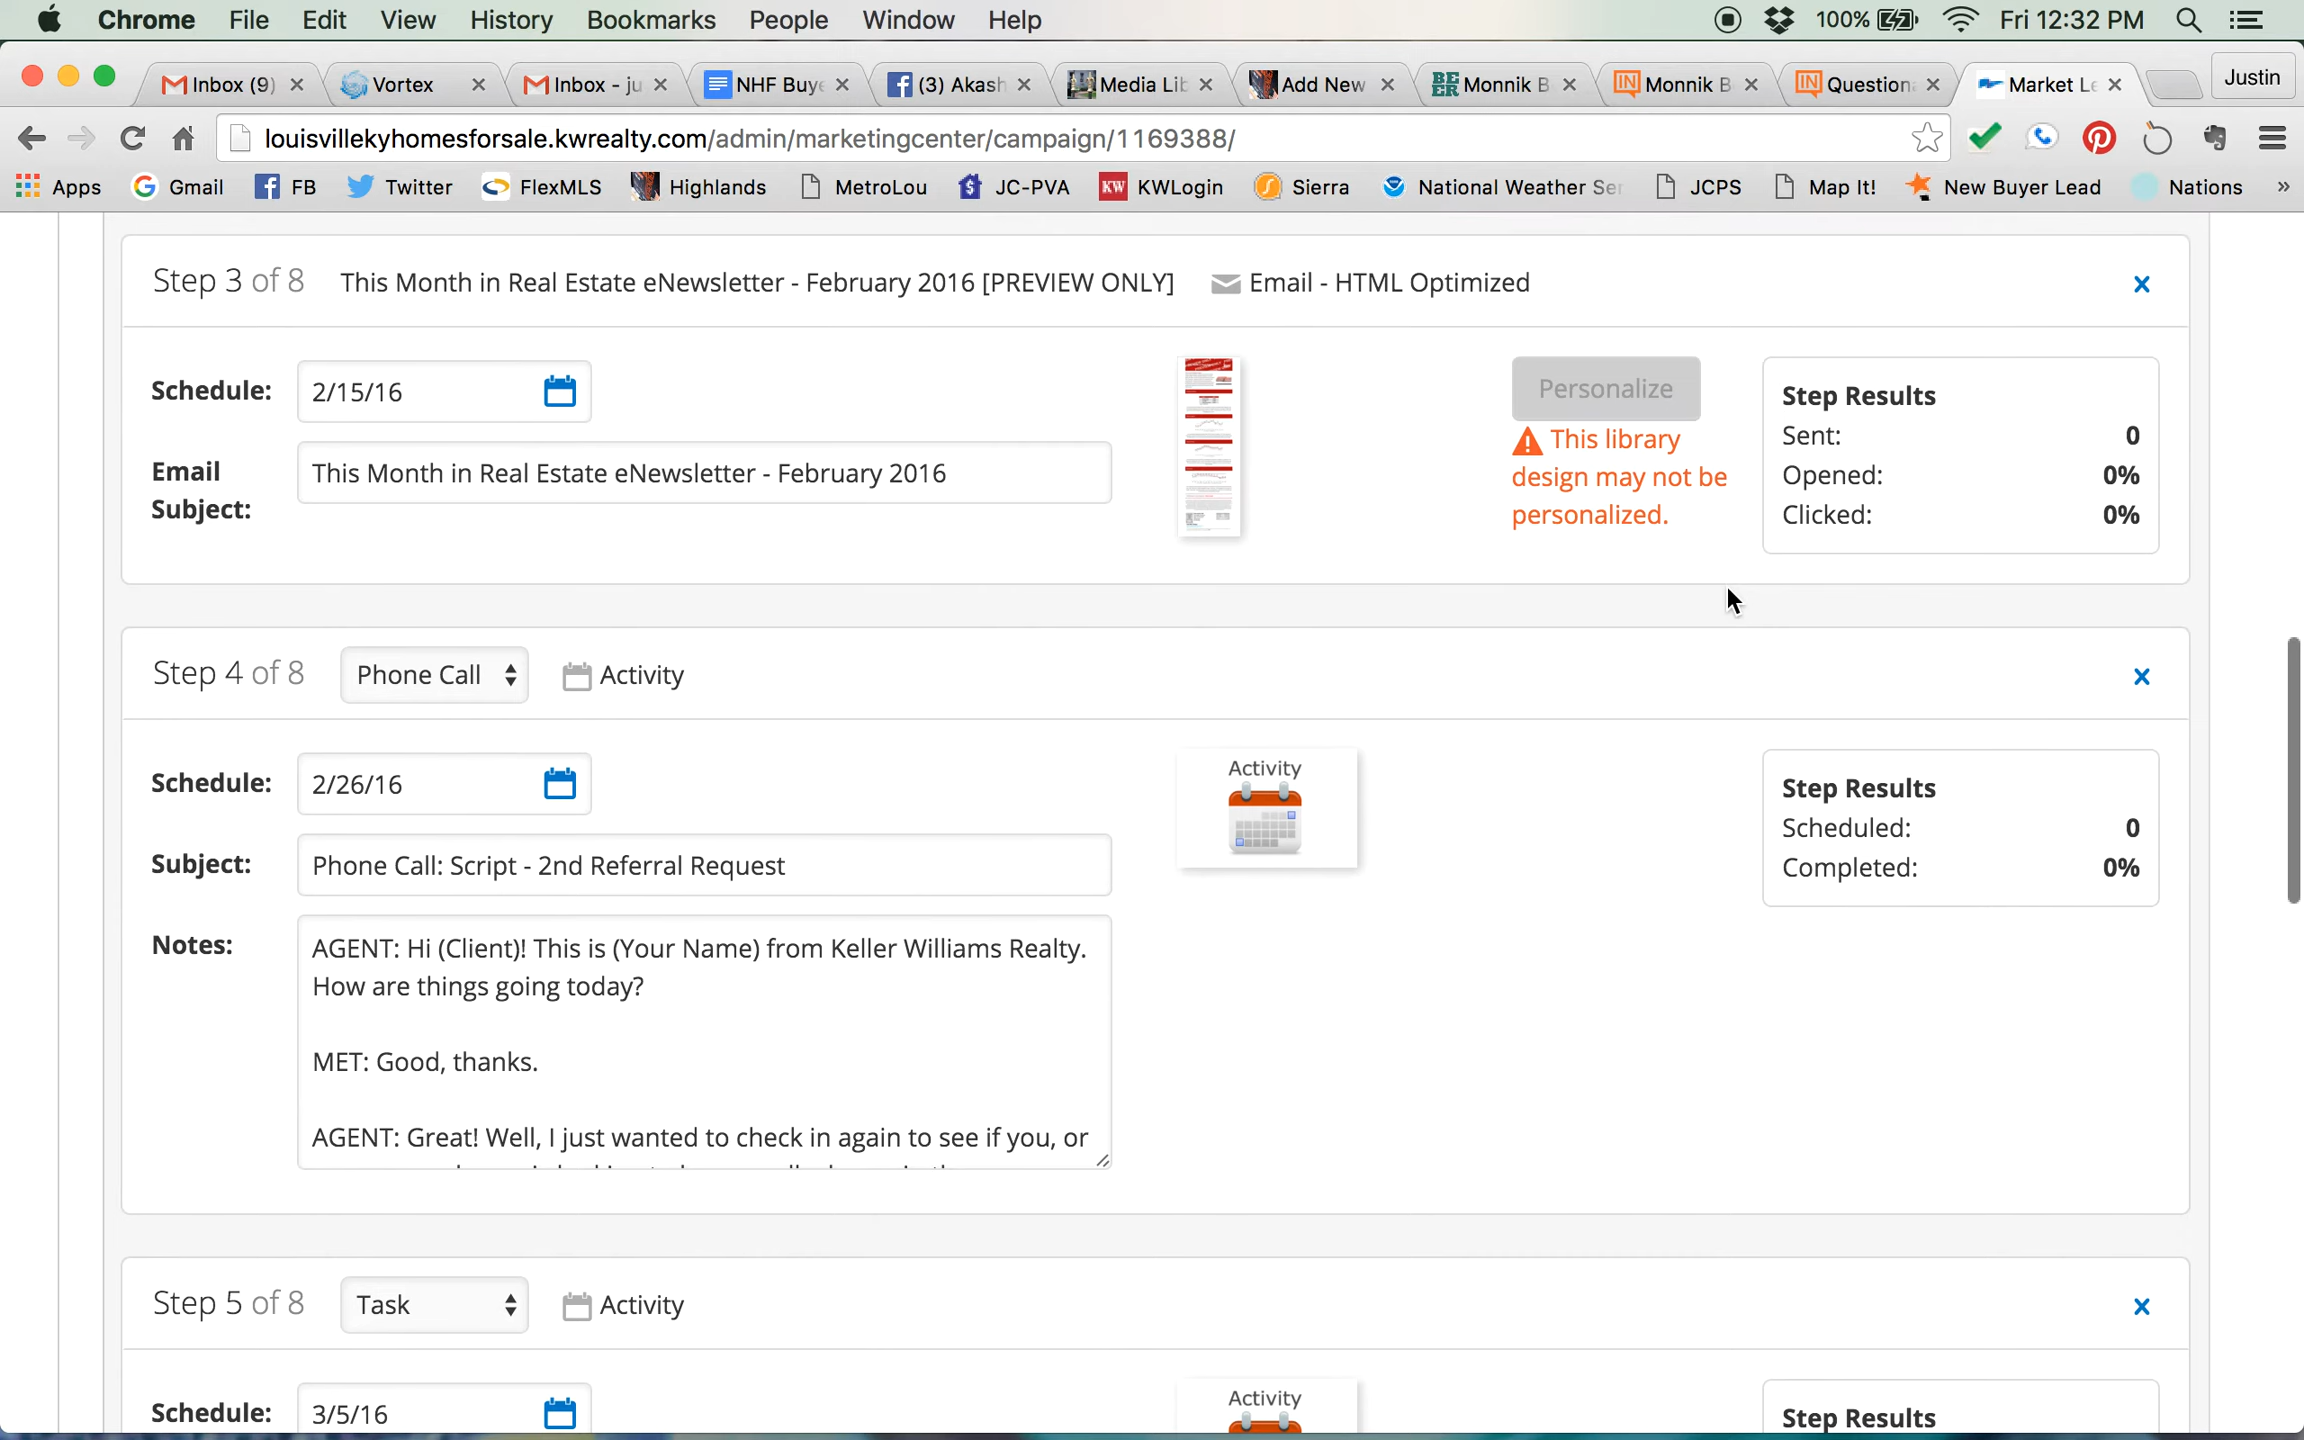 Chrome File Edit View History Bookmarks People Window Help 100% Fri 12:32 PM
Inbox (9) Vortex Inbox - ju NHF Buye (3) Akash Media Lib Add New Monnik B Monnik B Question Market Le Justin
louisvillekyhomesforsale.kwrealty.com/admin/marketingcenter/campaign/1169388/
Apps Gmail FB Twitter FlexMLS Highlands MetroLou JC-PVA KWLogin Sierra National Weather Ser JCPS Map It! New Buyer Lead Nations »
Step 3 of 8 This Month in Real Estate eNewsletter - February 2016 [PREVIEW ONLY] Email - HTML Optimized x
Schedule: 2/15/16
Email
Subject:
This Month in Real Estate eNewsletter - February 2016
Personalize
This library
design may not be
personalized.
Step Results
Sent: 0
Opened: 0%
Clicked: 0%
Step 4 of 8 Phone Call Activity x
Schedule: 2/26/16
Subject: Phone Call: Script - 2nd Referral Request
Notes: AGENT: Hi (Client)! This is (Your Name) from Keller Williams Realty.
How are things going today?
MET: Good, thanks.
AGENT: Great! Well, I just wanted to check in again to see if you, or
Activity
Step Results
Scheduled: 0
Completed: 0%
Step 5 of 8 Task Activity x
Schedule: 3/5/16
Activity
Step Results